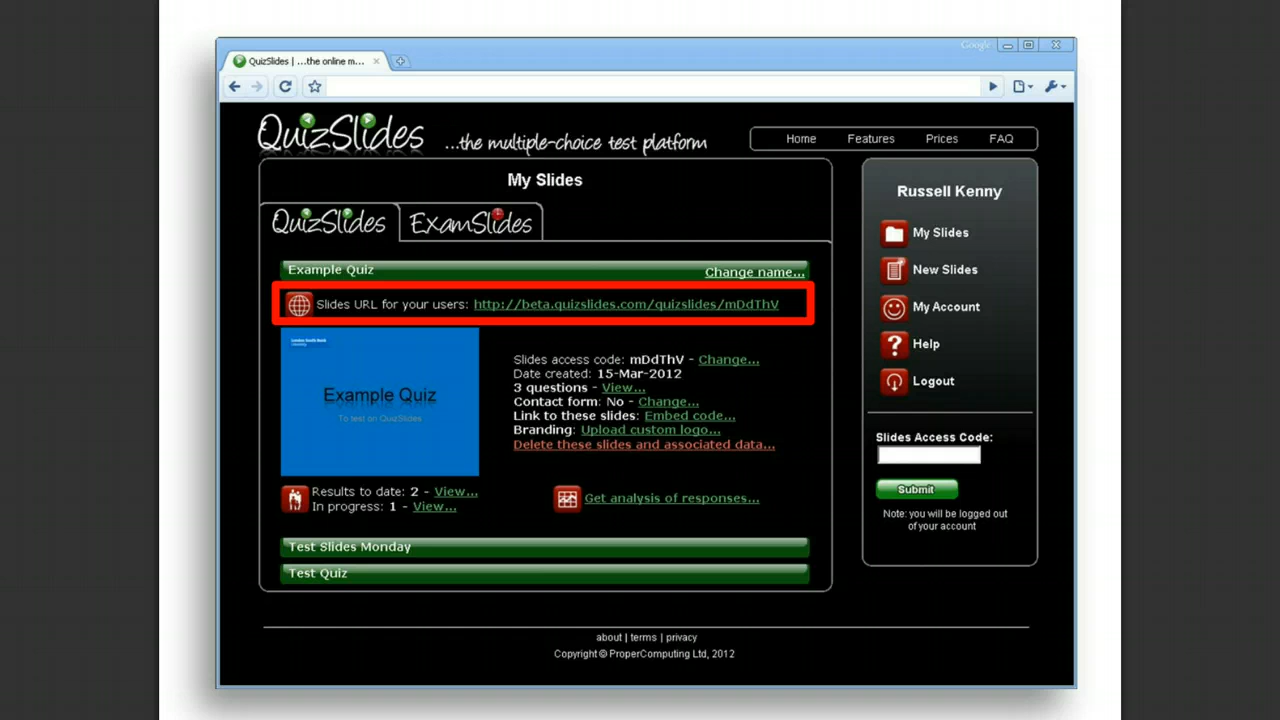 Google
QuizSlides | ...the online m...
QuizSlides ...the multiple-choice test platform
Home Features Prices FAQ
My Slides
QuizSlides ExamSlides
Example Quiz Change name...
Slides URL for your users: http://beta.quizslides.com/quizslides/mDdThV
London South Bank
University
Example Quiz
To test on QuizSlides
Slides access code: mDdThV - Change...
Date created: 15-Mar-2012
3 questions - View...
Contact form: No - Change...
Link to these slides: Embed code...
Branding: Upload custom logo...
Delete these slides and associated data...
Results to date: 2 - View...
In progress: 1 - View...
Get analysis of responses...
Test Slides Monday
Test Quiz
Russell Kenny
My Slides
New Slides
My Account
Help
Logout
Slides Access Code:
Submit
Note: you will be logged out
of your account
about | terms | privacy
Copyright © ProperComputing Ltd, 2012